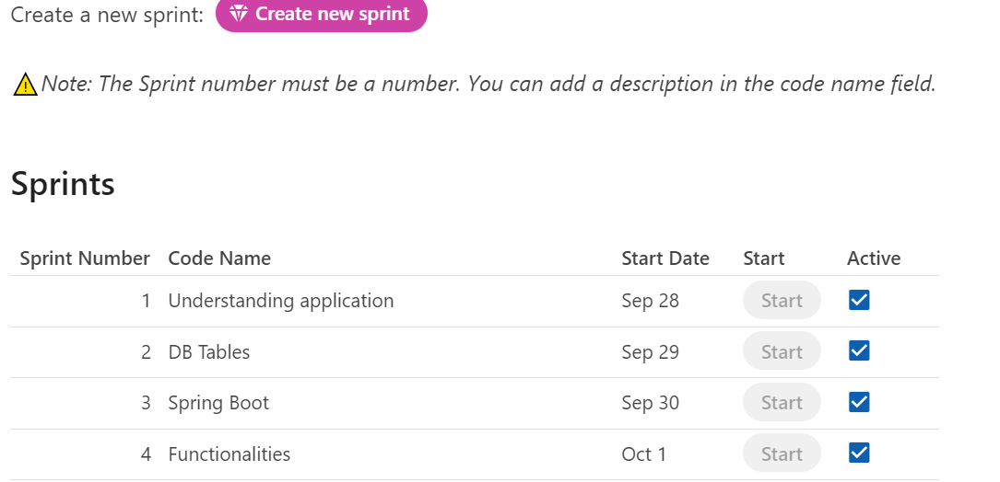 Create a new sprint: Create new sprint
Note: The Sprint number must be a number. You can add a description in the code name field.
Sprints
Sprint Number Code Name Start Date Start Active
1 Understanding application Sep 28 Start
2 DB Tables Sep 29 Start
3 Spring Boot Sep 30 Start
4 Functionalities Oct 1 Start